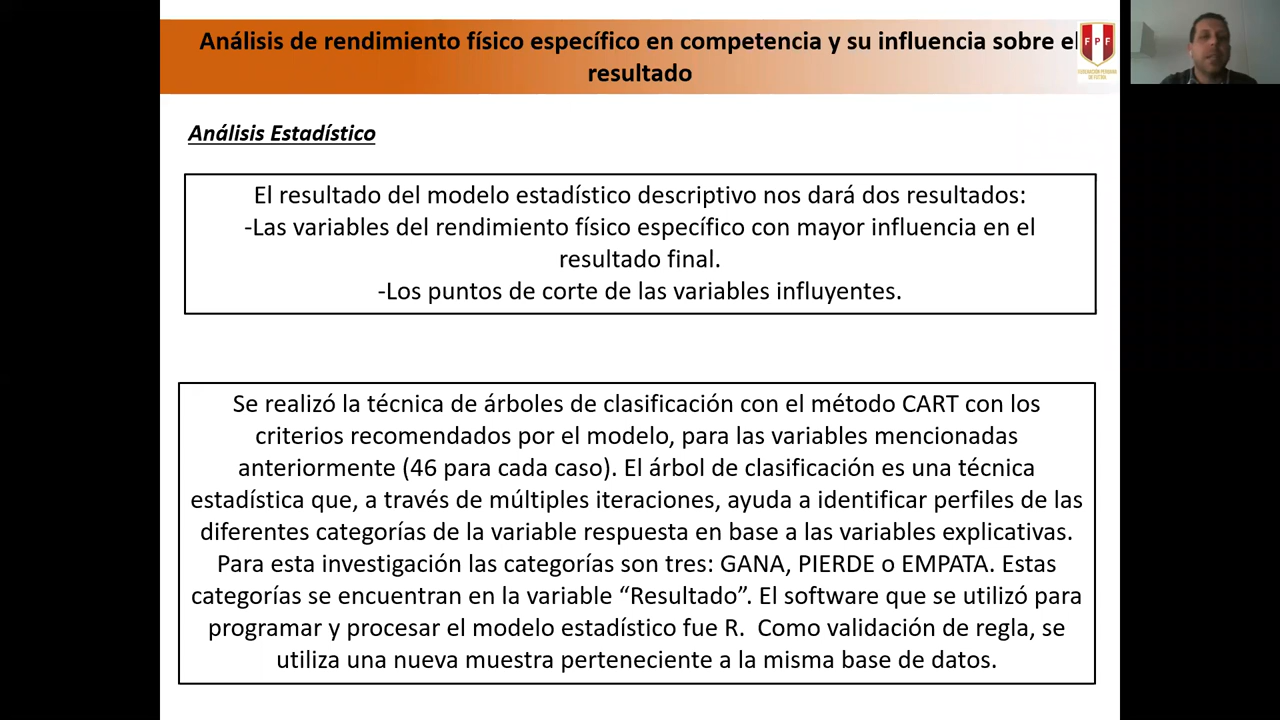 Análisis de rendimiento físico específico en competencia y su influencia sobre el
resultado
FPF
Análisis Estadístico
El resultado del modelo estadístico descriptivo nos dará dos resultados:
-Las variables del rendimiento físico específico con mayor influencia en el
resultado final.
-Los puntos de corte de las variables influyentes.
Se realizó la técnica de árboles de clasificación con el método CART con los
criterios recomendados por el modelo, para las variables mencionadas
anteriormente (46 para cada caso). El árbol de clasificación es una técnica
estadística que, a través de múltiples iteraciones, ayuda a identificar perfiles de las
diferentes categorías de la variable respuesta en base a las variables explicativas.
Para esta investigación las categorías son tres: GANA, PIERDE o EMPATA. Estas
categorías se encuentran en la variable “Resultado”. El software que se utilizó para
programar y procesar el modelo estadístico fue R.  Como validación de regla, se
utiliza una nueva muestra perteneciente a la misma base de datos.